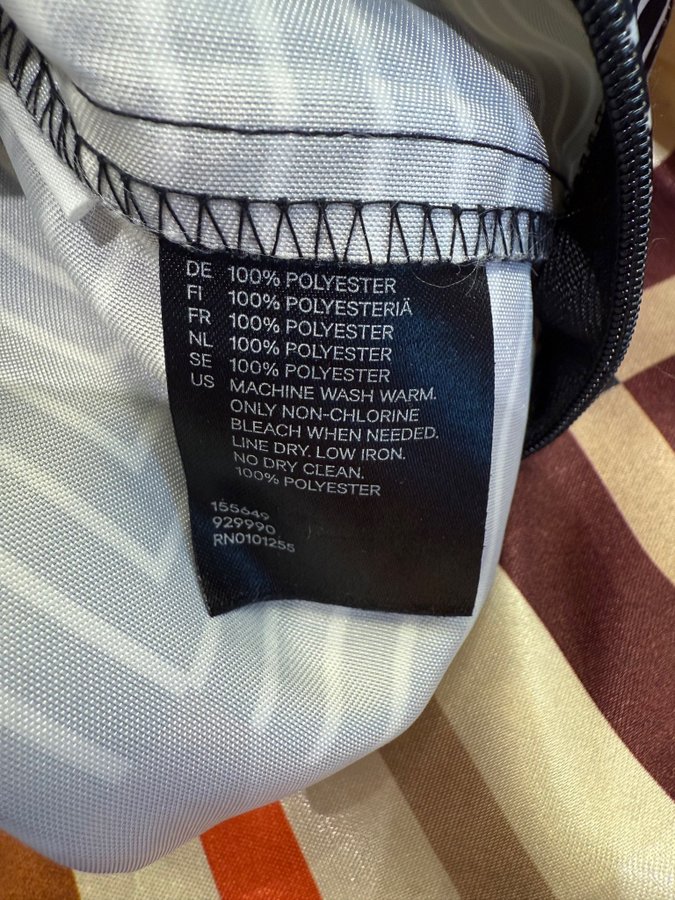 DE 100% POLYESTER
FI 100% POLYESTERIÄ
FR 100% POLYESTER
NL 100% POLYESTER
SE 100% POLYESTER
US MACHINE WASH WARM.
ONLY NON-CHLORINE
BLEACH WHEN NEEDED.
LINE DRY. LOW IRON.
NO DRY CLEAN.
100% POLYESTER
155649
929990
RN0101255